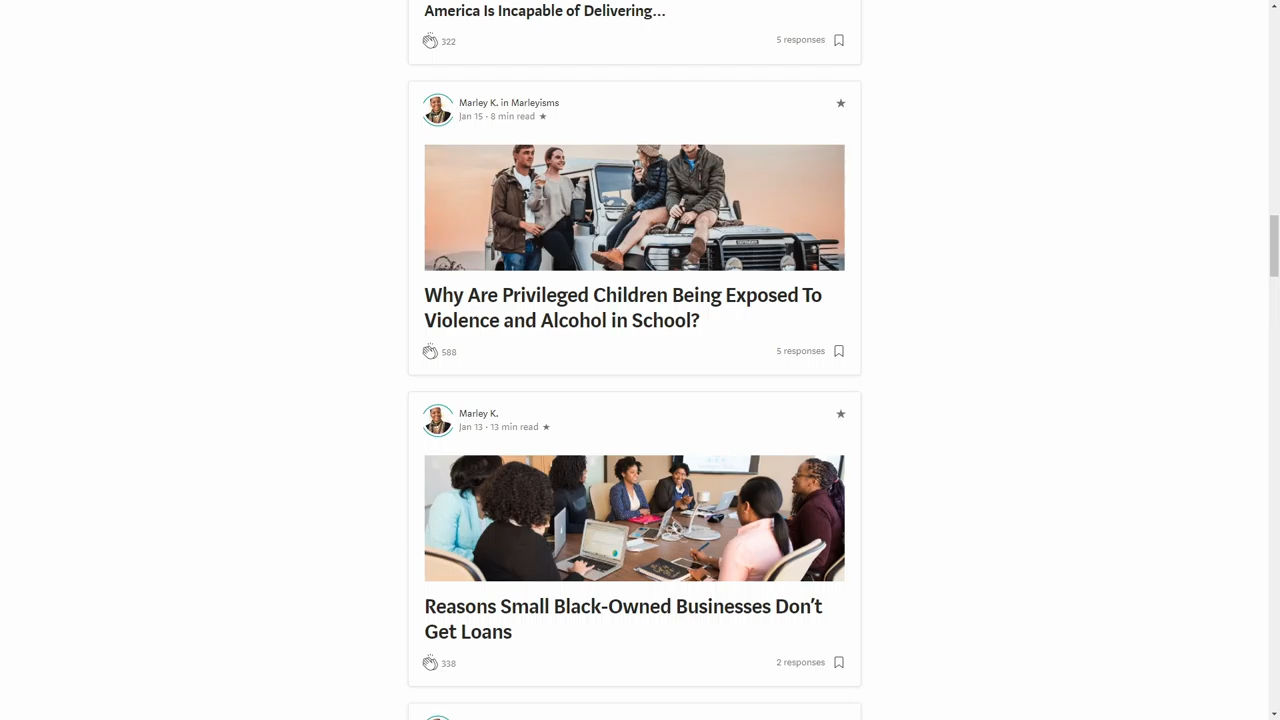 America Is Incapable of Delivering…
322
5 responses
Marley K. in Marleyisms
Jan 15 · 8 min read ★
Why Are Privileged Children Being Exposed To
Violence and Alcohol in School?
588
5 responses
Marley K.
Jan 13 · 13 min read ★
Reasons Small Black-Owned Businesses Don’t
Get Loans
338
2 responses